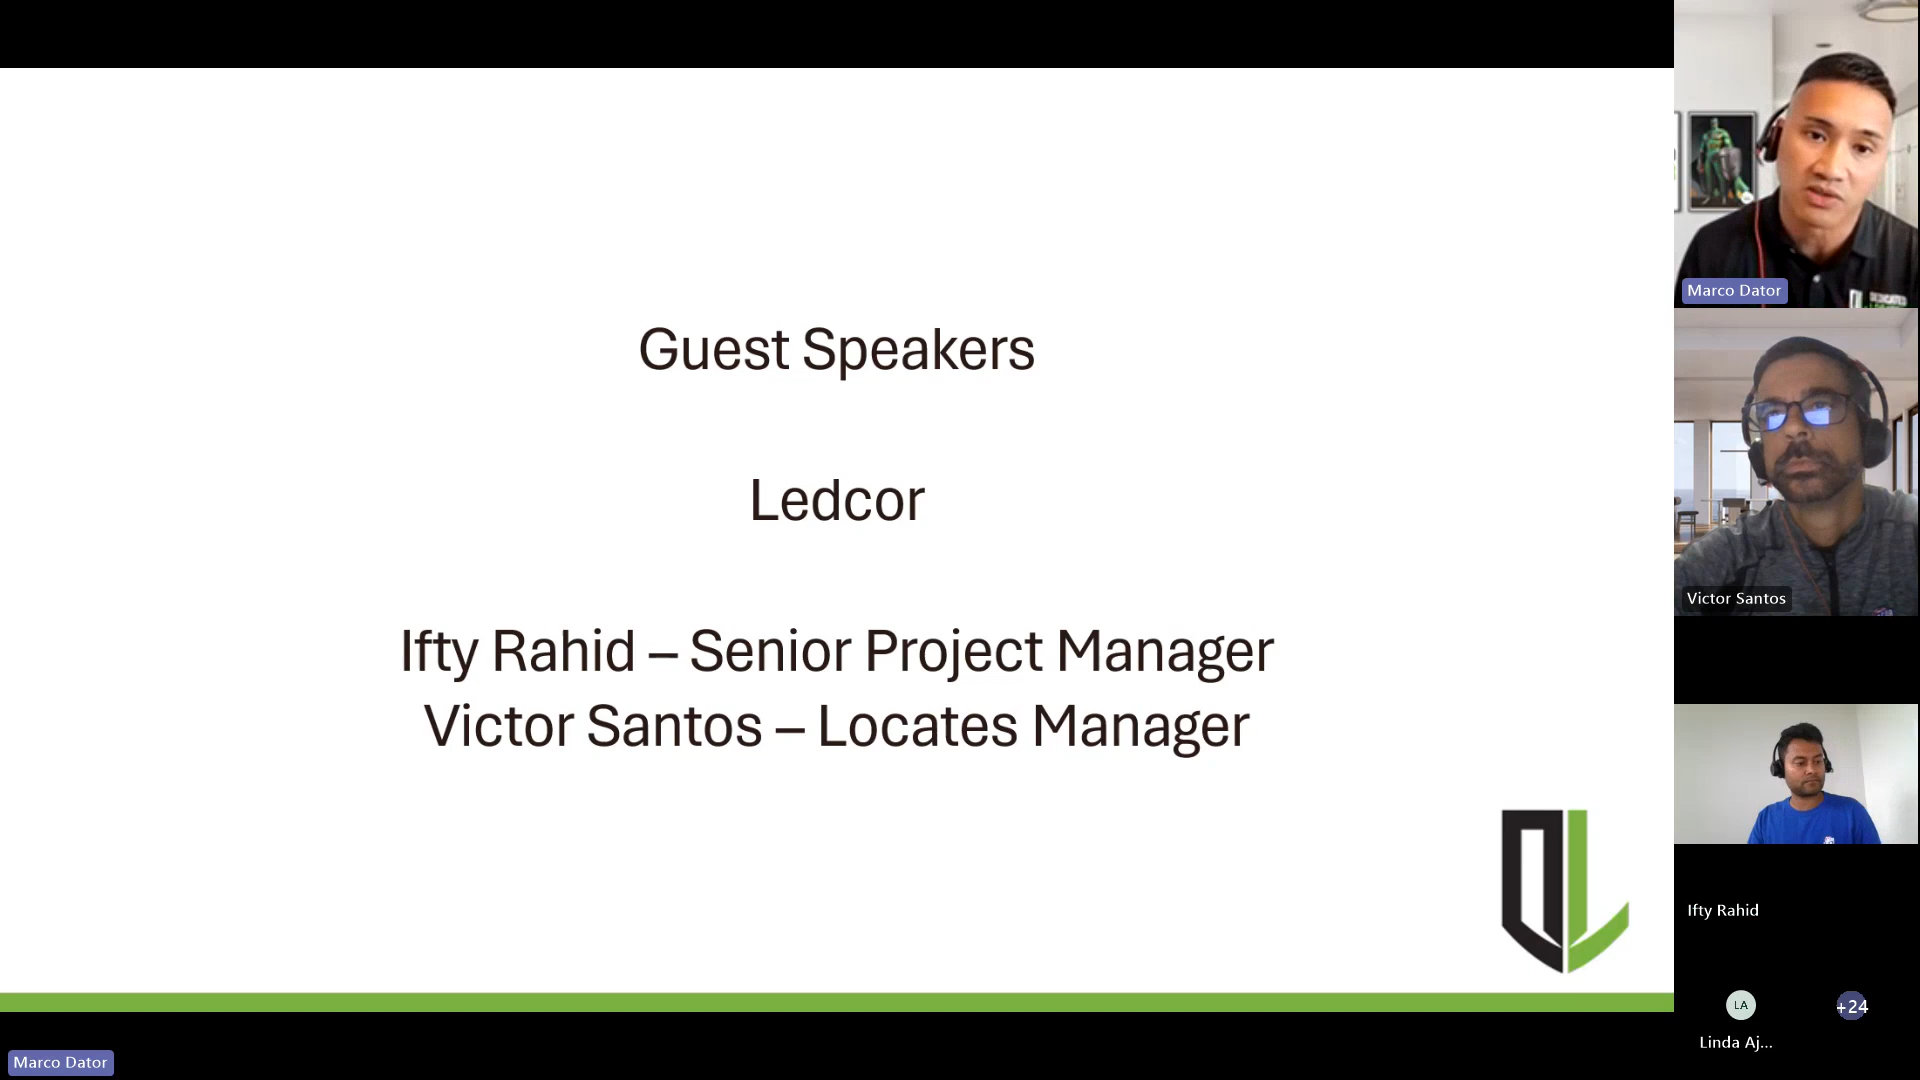 Guest Speakers
Ledcor
Ifty Rahid – Senior Project Manager
Victor Santos – Locates Manager
Marco Dator
Victor Santos
Ifty Rahid
LA
+24
Linda Aj...
Marco Dator